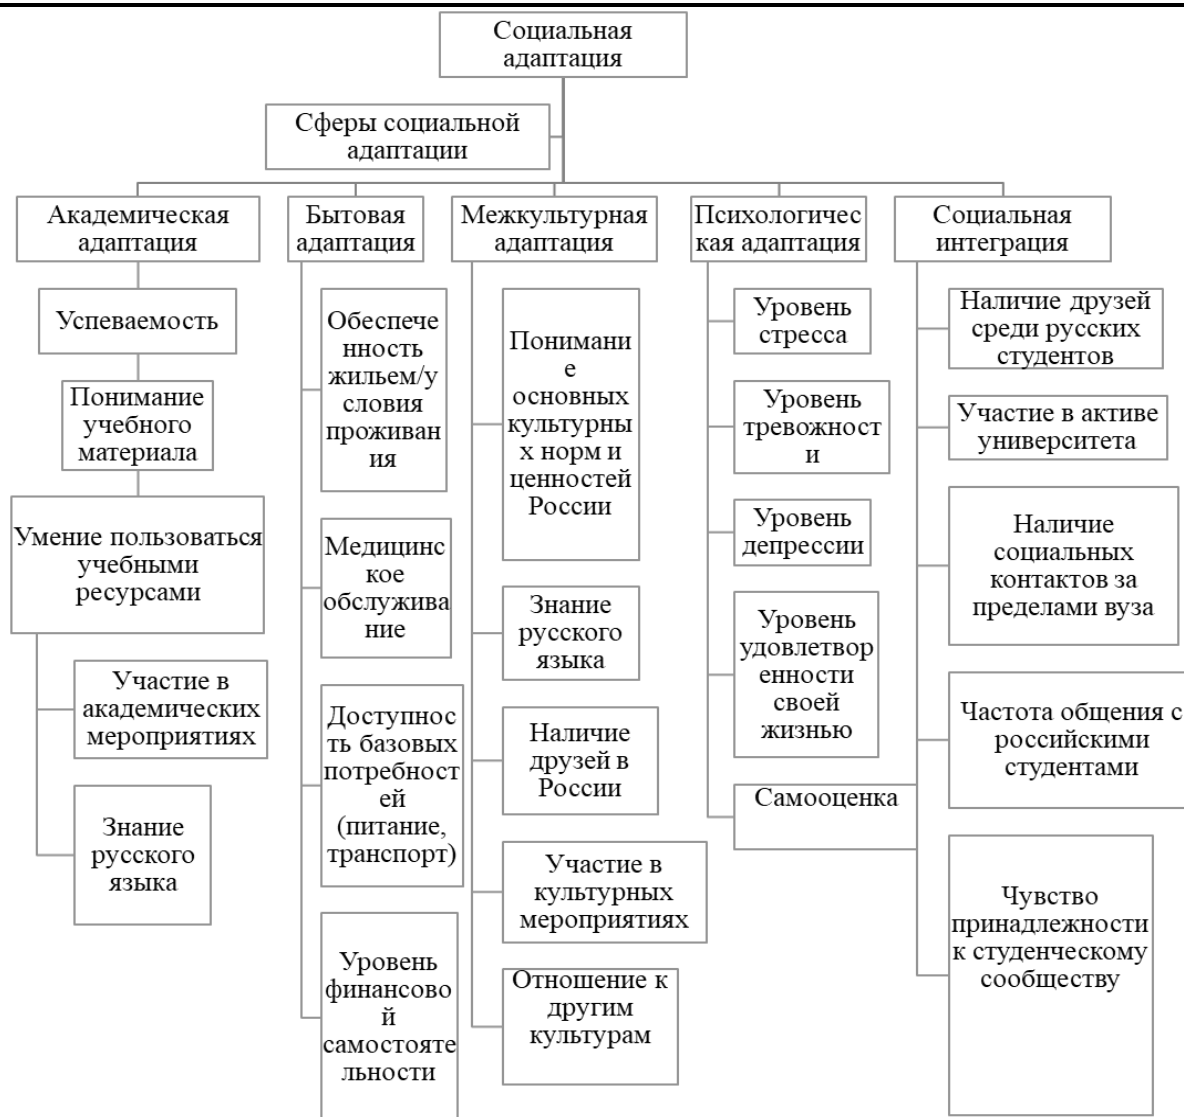 Социальная
адаптация
Сферы социальной
адаптации
Академическая
адаптация
Успеваемость
Понимание
учебного
материала
Умение пользоваться
учебными
ресурсами
Участие в
академических
мероприятиях
Знание
русского
языка
Бытовая
адаптация
Обеспече
нность
жильем/у
словия
проживан
ия
Медицинс
кое
обслужива
ние
Доступнос
ть базовых
потребност
ей
(питание,
транспорт)
Уровень
финансово
й
самостояте
льности
Межкультурная
адаптация
Понимани
е
основных
культурны
х норм и
ценностей
России
Знание
русского
языка
Наличие
друзей в
России
Участие в
культурных
мероприятиях
Отношение к
другим
культурам
Психологичес
кая адаптация
Уровень
стресса
Уровень
тревожност
и
Уровень
депрессии
Уровень
удовлетвор
енности
своей
жизнью
Самооценка
Социальная
интеграция
Наличие друзей
среди русских
студентов
Участие в активе
университета
Наличие
социальных
контактов за
пределами вуза
Частота общения с
российскими
студентами
Чувство
принадлежности
к студенческому
сообществу